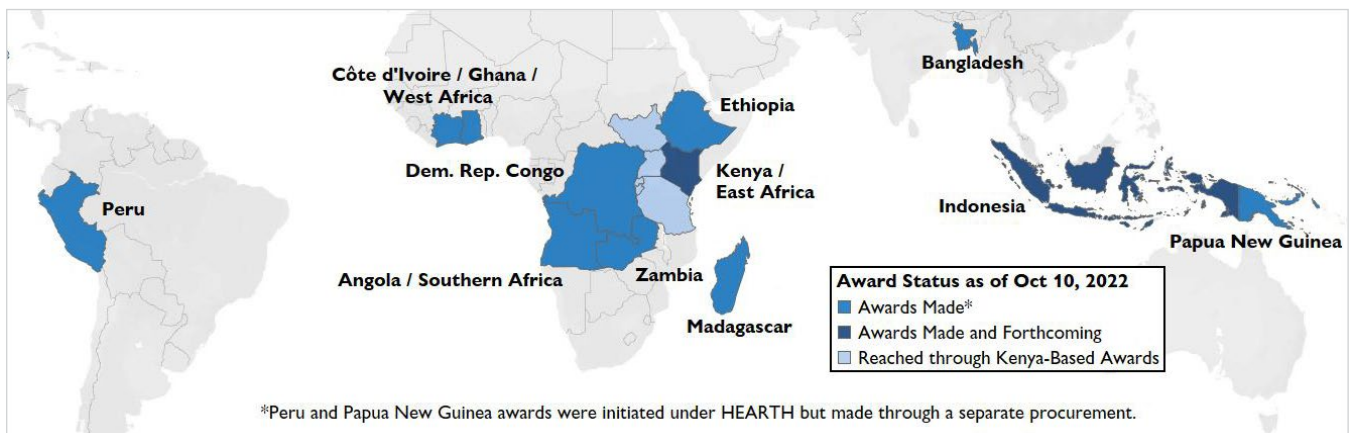 Bangladesh
Côte d'Ivoire / Ghana /
West Africa
Ethiopia
Dem. Rep. Congo
Kenya /
East Africa
Peru
Indonesia
Papua New Guinea
Angola / Southern Africa
Zambia
Madagascar
Award Status as of Oct 10, 2022
Awards Made*
Awards Made and Forthcoming
Reached through Kenya-Based Awards
*Peru and Papua New Guinea awards were initiated under HEARTH but made through a separate procurement.